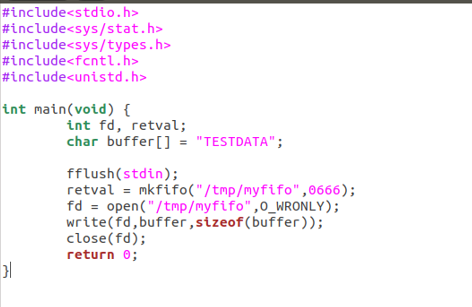 #include<stdio.h>
#include<sys/stat.h>
#include<sys/types.h>
#include<fcntl.h>
#include<unistd.h>

int main(void) {
        int fd, retval;
        char buffer[] = "TESTDATA";

        fflush(stdin);
        retval = mkfifo("/tmp/myfifo",0666);
        fd = open("/tmp/myfifo",O_WRONLY);
        write(fd,buffer,sizeof(buffer));
        close(fd);
        return 0;
}